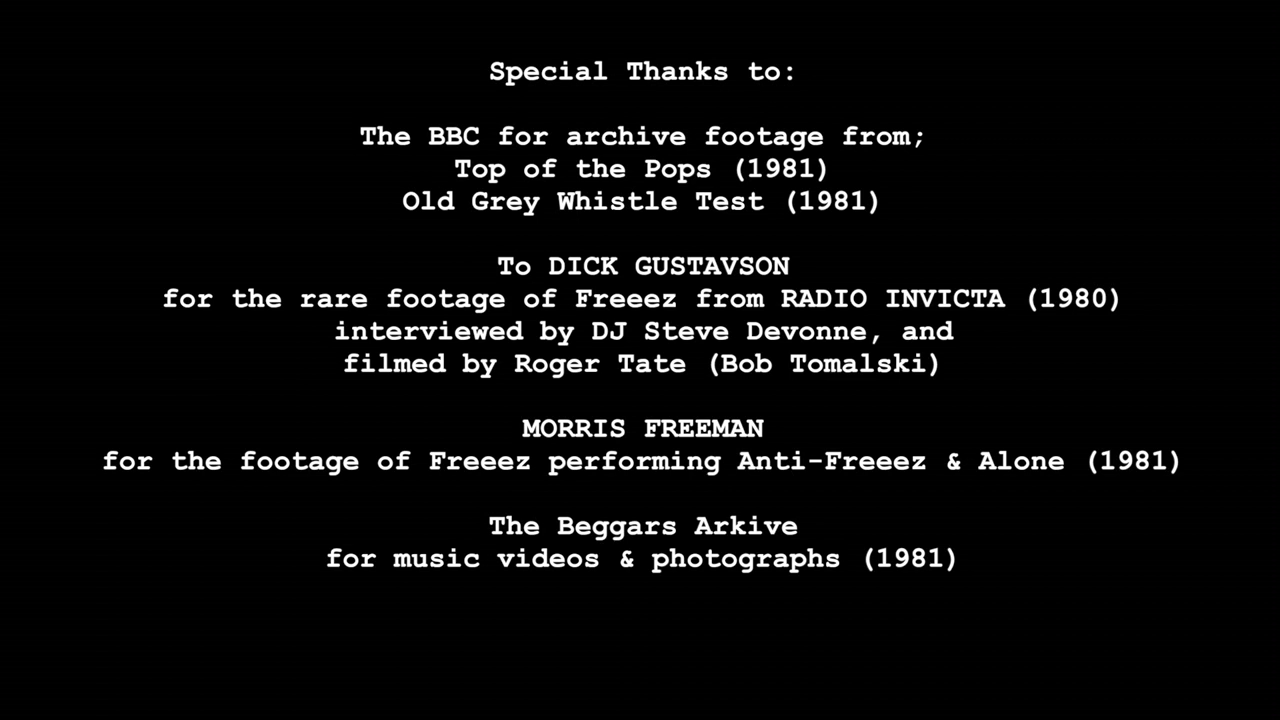 Special Thanks to:
The BBC for archive footage from;
Top of the Pops (1981)
Old Grey Whistle Test (1981)
To DICK GUSTAVSON
for the rare footage of Freeez from RADIO INVICTA (1980)
interviewed by DJ Steve Devonne, and
filmed by Roger Tate (Bob Tomalski)
MORRIS FREEMAN
for the footage of Freeez performing Anti-Freeez & Alone (1981)
The Beggars Arkive
for music videos & photographs (1981)